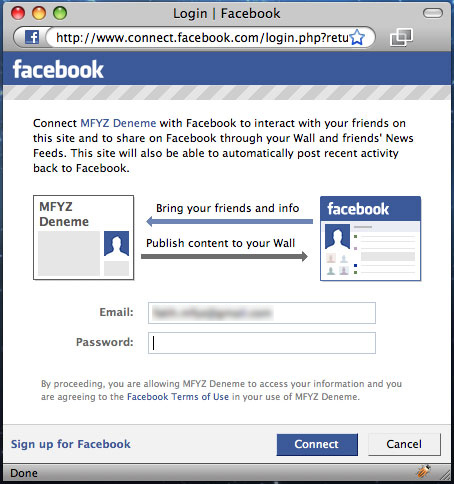 Login | Facebook
http://www.connect.facebook.com/login.php?retu
facebook
Connect MFYZ Deneme with Facebook to interact with your friends on
this site and to share on Facebook through your Wall and friends' News
Feeds. This site will also be able to automatically post recent activity
back to Facebook.
MFYZ
Deneme
Bring your friends and info
Publish content to your Wall
facebook
Email:
Password:
By proceeding, you are allowing MFYZ Deneme to access your information and you
are agreeing to the Facebook Terms of Use in your use of MFYZ Deneme.
Sign up for Facebook
Connect
Cancel
Done